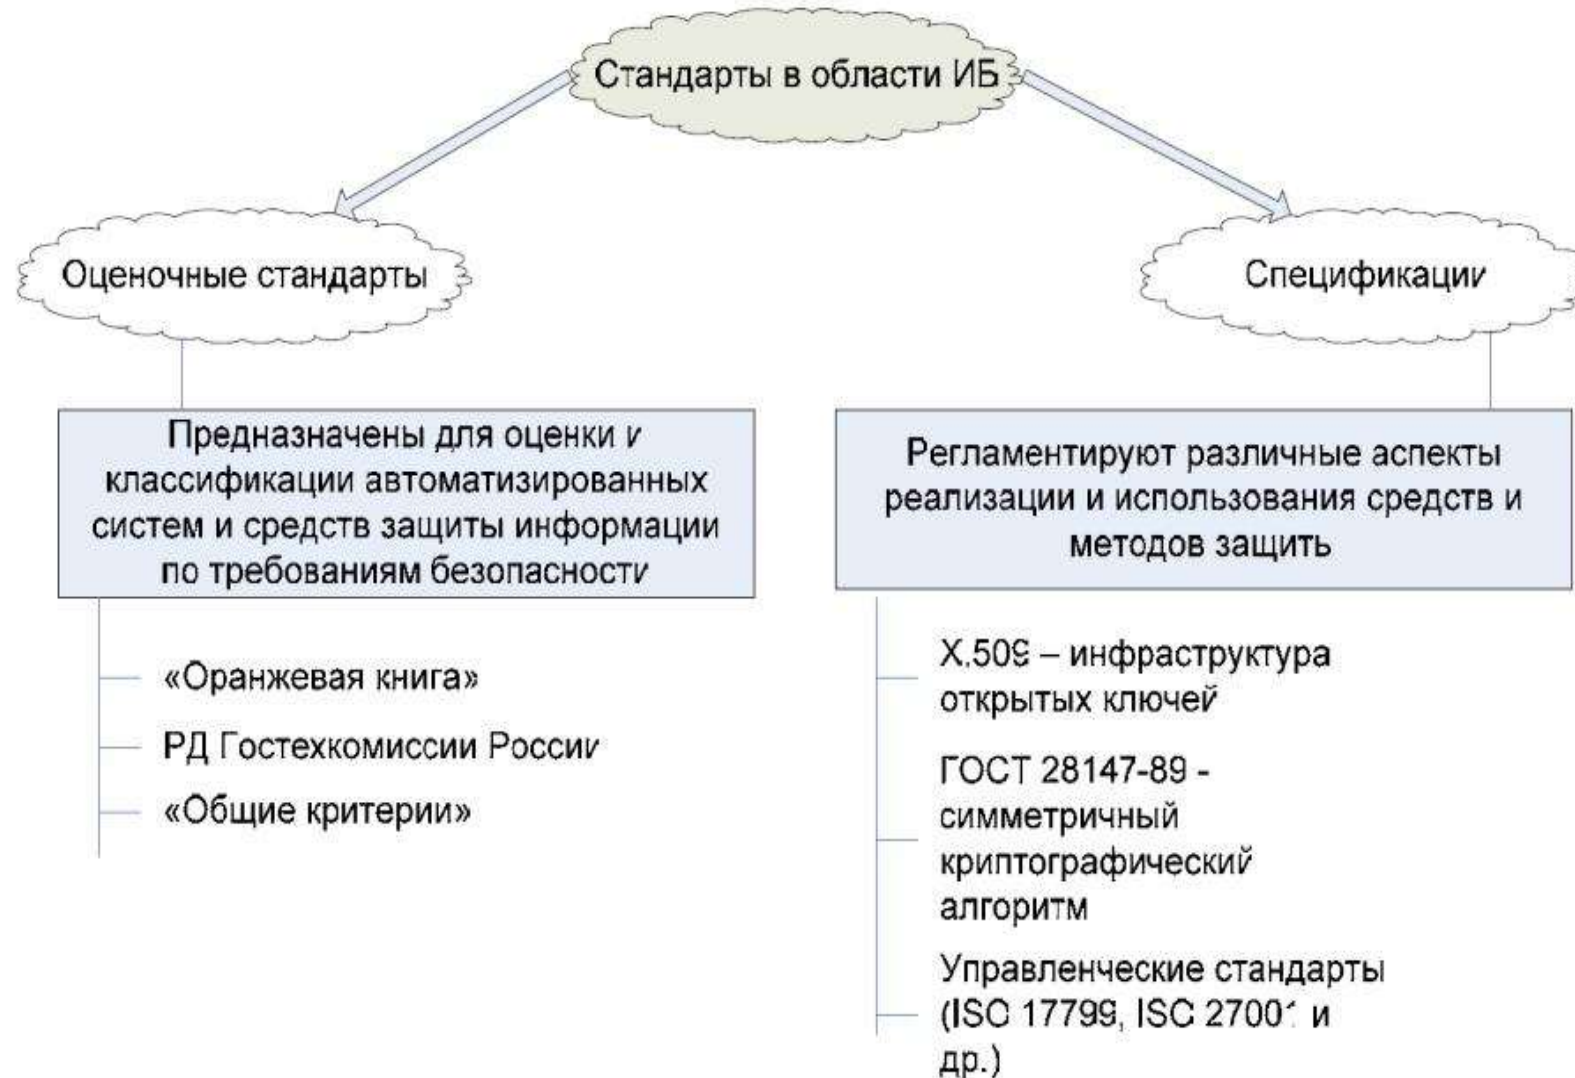 Стандарты в области ИБ
Оценочные стандарты
Спецификации
Предназначены для оценки и
классификации автоматизированных
систем и средств защиты информации
по требованиям безопасности
Регламентируют различные аспекты
реализации и использования средств и
методов защить
«Оранжевая книга»
РД Гостехкомиссии России
«Общие критерии»
X.509 – инфраструктура
открытых ключей
ГОСТ 28147-89 -
симметричный
криптографический
алгоритм
Управленческие стандарты
(ISO 17799, ISO 27001 и
др.)